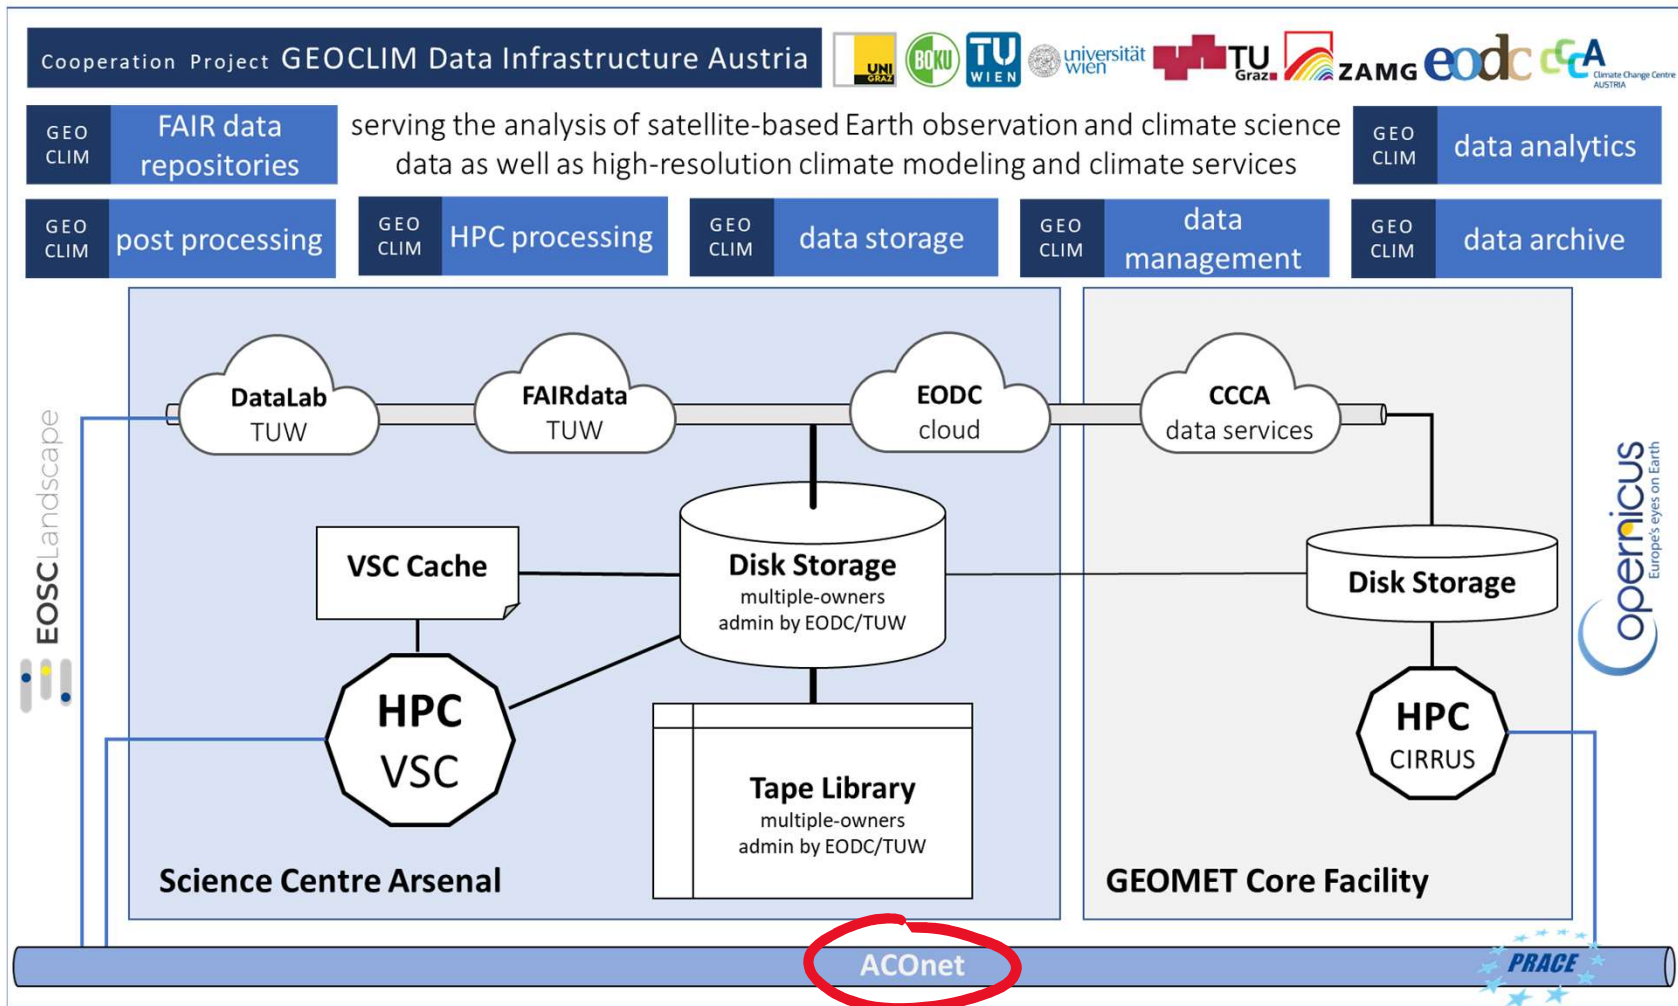 Cooperation Project GEOCLIM Data Infrastructure Austria
UNI
GRAZ
BOKU
TU
WIEN
universität
wien
TU
Graz
ZAMG
eodc
CCCA
Climate Change Centre
AUSTRIA
GEO
CLIM
FAIR data
repositories
serving the analysis of satellite-based Earth observation and climate science
data as well as high-resolution climate modeling and climate services
GEO
CLIM
data analytics
GEO
CLIM
post processing
GEO
CLIM
HPC processing
GEO
CLIM
data storage
GEO
CLIM
data
management
GEO
CLIM
data archive
EOSCLandscape
DataLab
TUW
FAIRdata
TUW
EODC
cloud
CCCA
data services
VSC Cache
Disk Storage
multiple-owners
admin by EODC/TUW
Disk Storage
HPC
VSC
Tape Library
multiple-owners
admin by EODC/TUW
HPC
CIRRUS
Science Centre Arsenal
GEOMET Core Facility
opernicus
Europe's eyes on Earth
ACOnet
PRACE